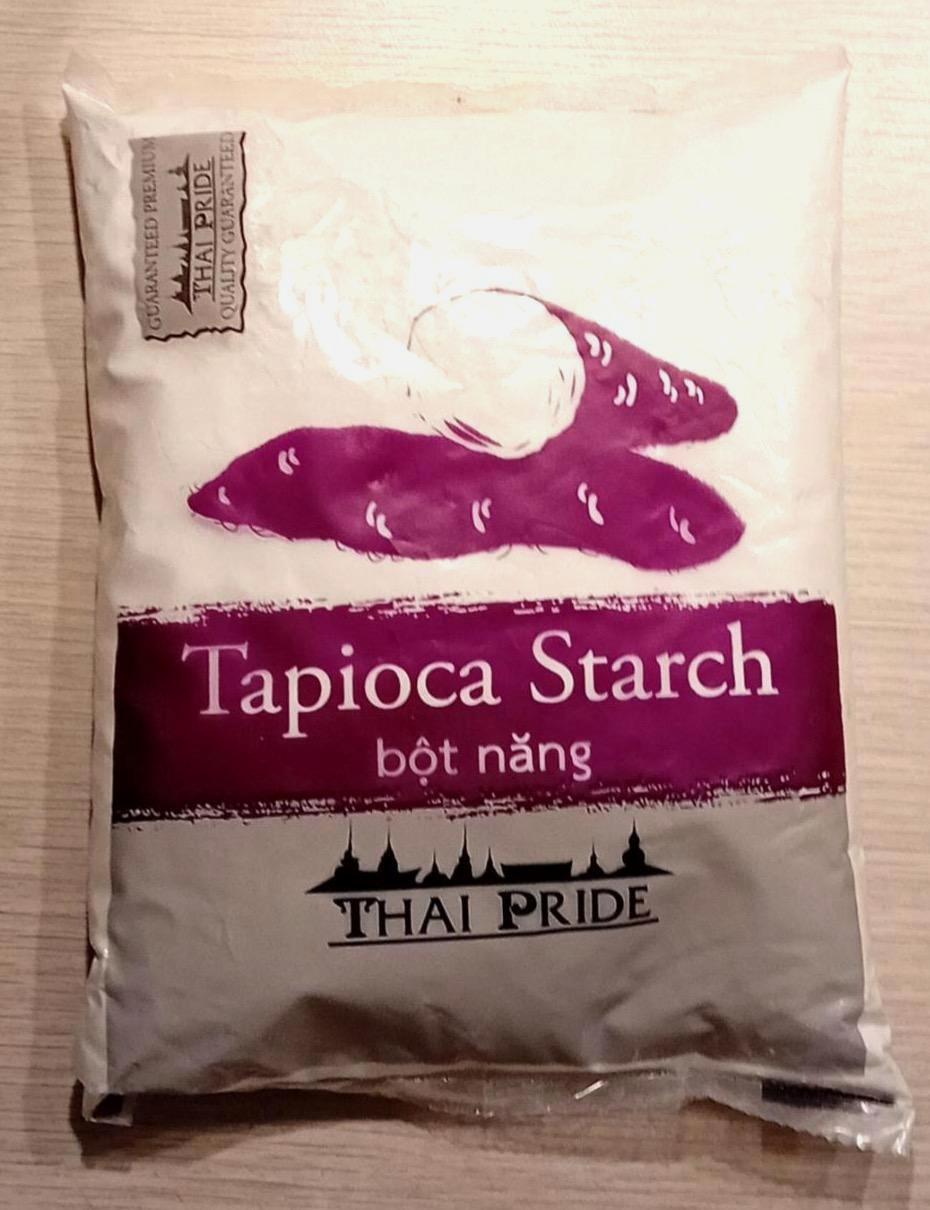 GUARANTEED PREMIUM
THAI PRIDE
QUALITY GUARANTEED
Tapioca Starch
bột năng
THAI PRIDE